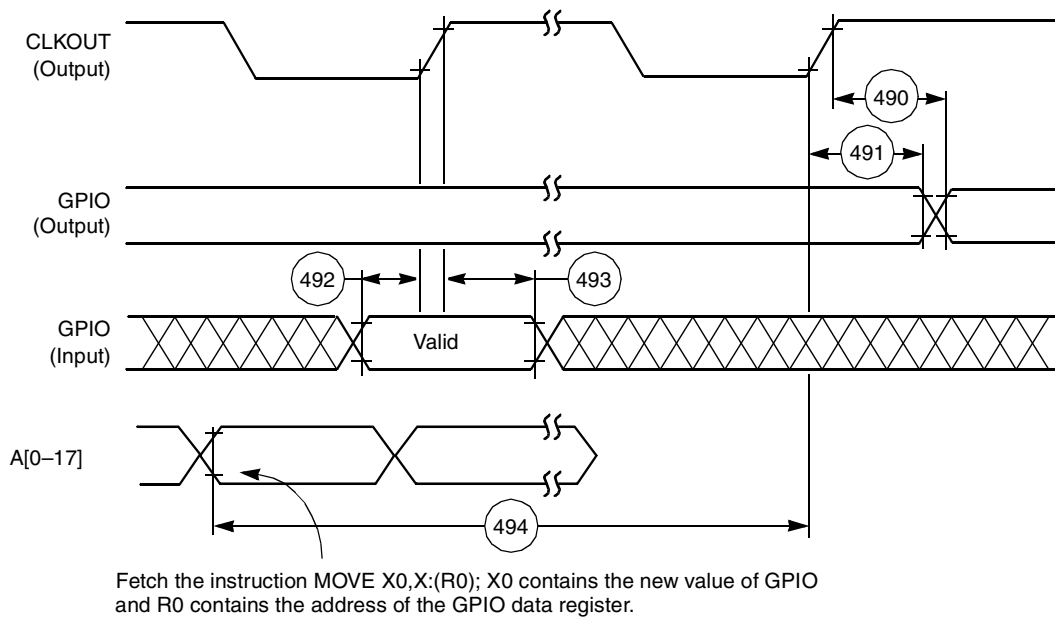 CLKOUT
(Output)
490
491
GPIO
(Output)
492
493
GPIO
(Input)
Valid
A[0–17]
494
Fetch the instruction MOVE X0,X:(R0); X0 contains the new value of GPIO
and R0 contains the address of the GPIO data register.